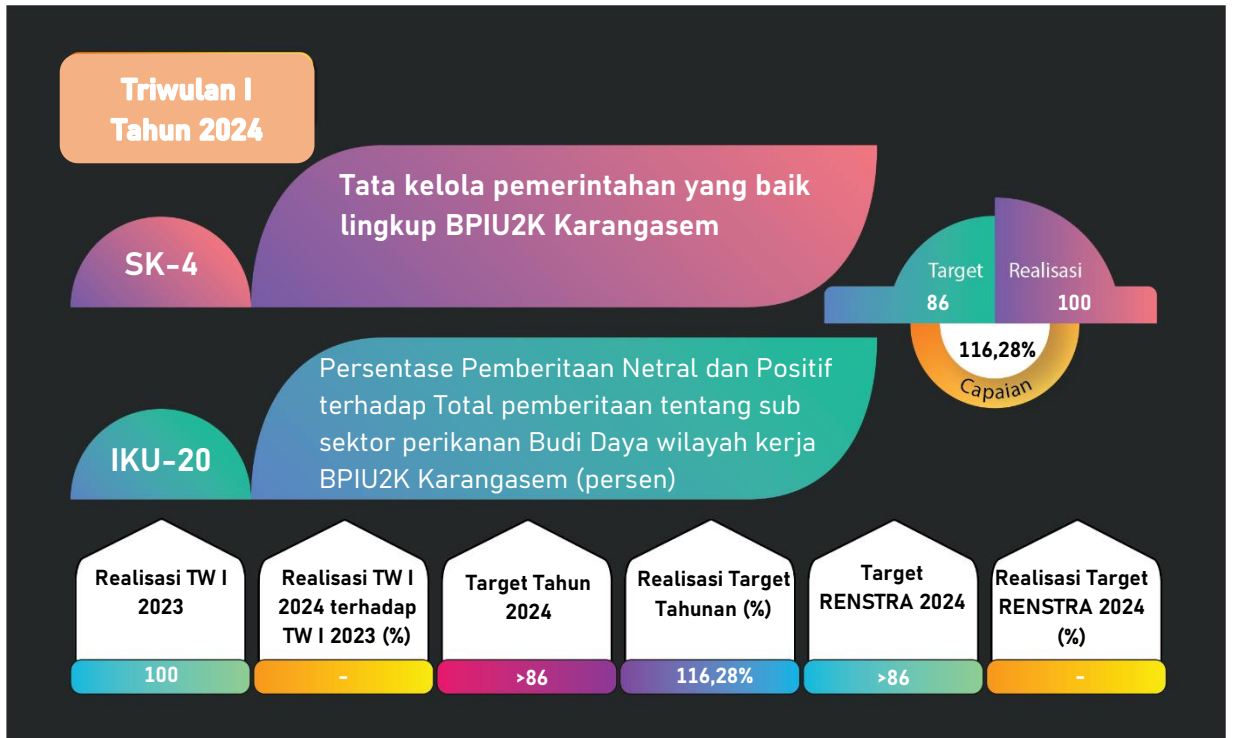 Triwulan I
Tahun 2024
Tata kelola pemerintahan yang baik
lingkup BPIU2K Karangasem
SK-4
Target
Realisasi
86
100
116,28%
Capaian
Persentase Pemberitaan Netral dan Positif
terhadap Total pemberitaan tentang sub
sektor perikanan Budi Daya wilayah kerja
BPIU2K Karangasem (persen)
IKU-20
Realisasi TW I
2023
100
Realisasi TW I
2024 terhadap
TW I 2023 (%)
-
Target Tahun
2024
>86
Realisasi Target
Tahunan (%)
116,28%
Target
RENSTRA 2024
>86
Realisasi Target
RENSTRA 2024
(%)
-